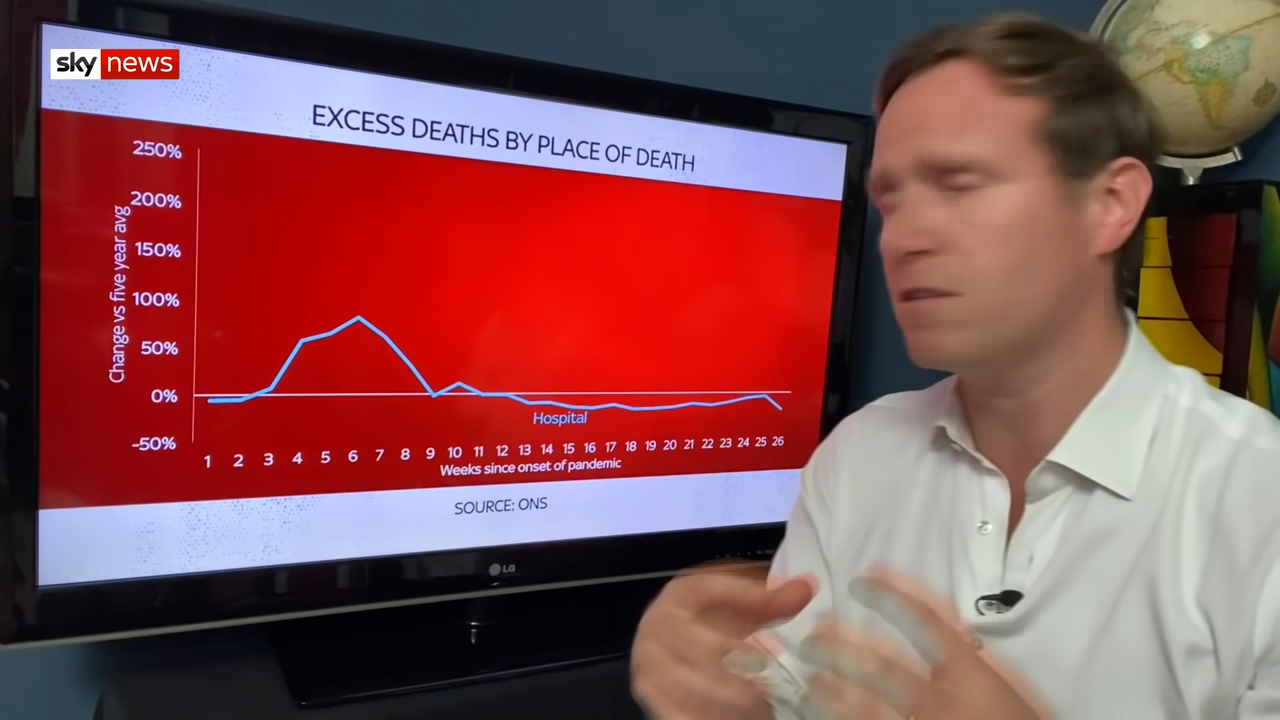 sky news
EXCESS DEATHS BY PLACE OF DEATH
Change vs five year avg
250%
200%
150%
100%
50%
0%
-50%
Hospital
1 2 3 4 5 6 7 8 9 10 11 12 13 14 15 16 17 18 19 20 21 22 23 24 25 26
Weeks since onset of pandemic
SOURCE: ONS
LG